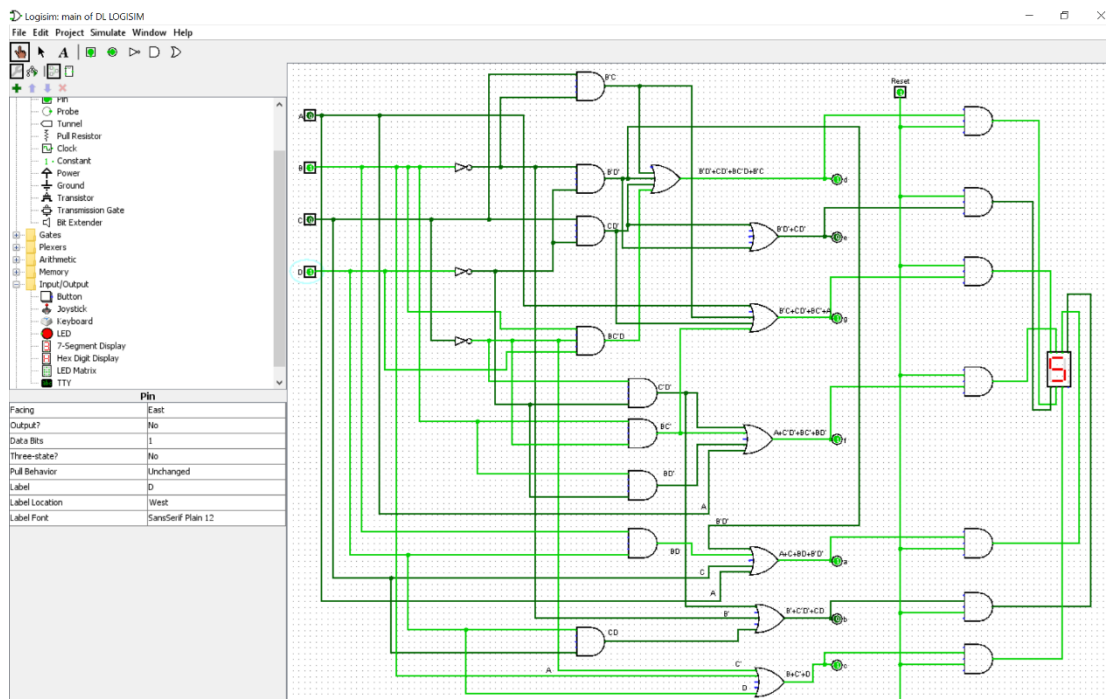 Logisim: main of DL LOGISIM
File Edit Project Simulate Window Help
A
Pin
Probe
Tunnel
Pull Resistor
Clock
1 Constant
Power
Ground
Transistor
Transmission Gate
Bit Extender
Gates
Plexers
Arithmetic
Memory
Input/Output
Button
Joystick
Keyboard
LED
7-Segment Display
Hex Digit Display
LED Matrix
TTY
Pin
Facing East
Output? No
Data Bits 1
Three-state? No
Pull Behavior Unchanged
Label D
Label Location West
Label Font SansSerif Plain 12
Reset
A
B
C
D
B'C
B'D'
CD'
BC'D
C'D'
BC'
BD'
A
B'D'
BD
C
A
B'
CD
C'
A
D
B'D'+CD'+BC'D+B'C
d
B'D'+CD'
e
B'C+CD'+BC'+A
g
A+C'D'+BC'+BD'
f
A+C+BD+B'D'
a
B'+C'D'+CD
b
B+C'+D
c
5